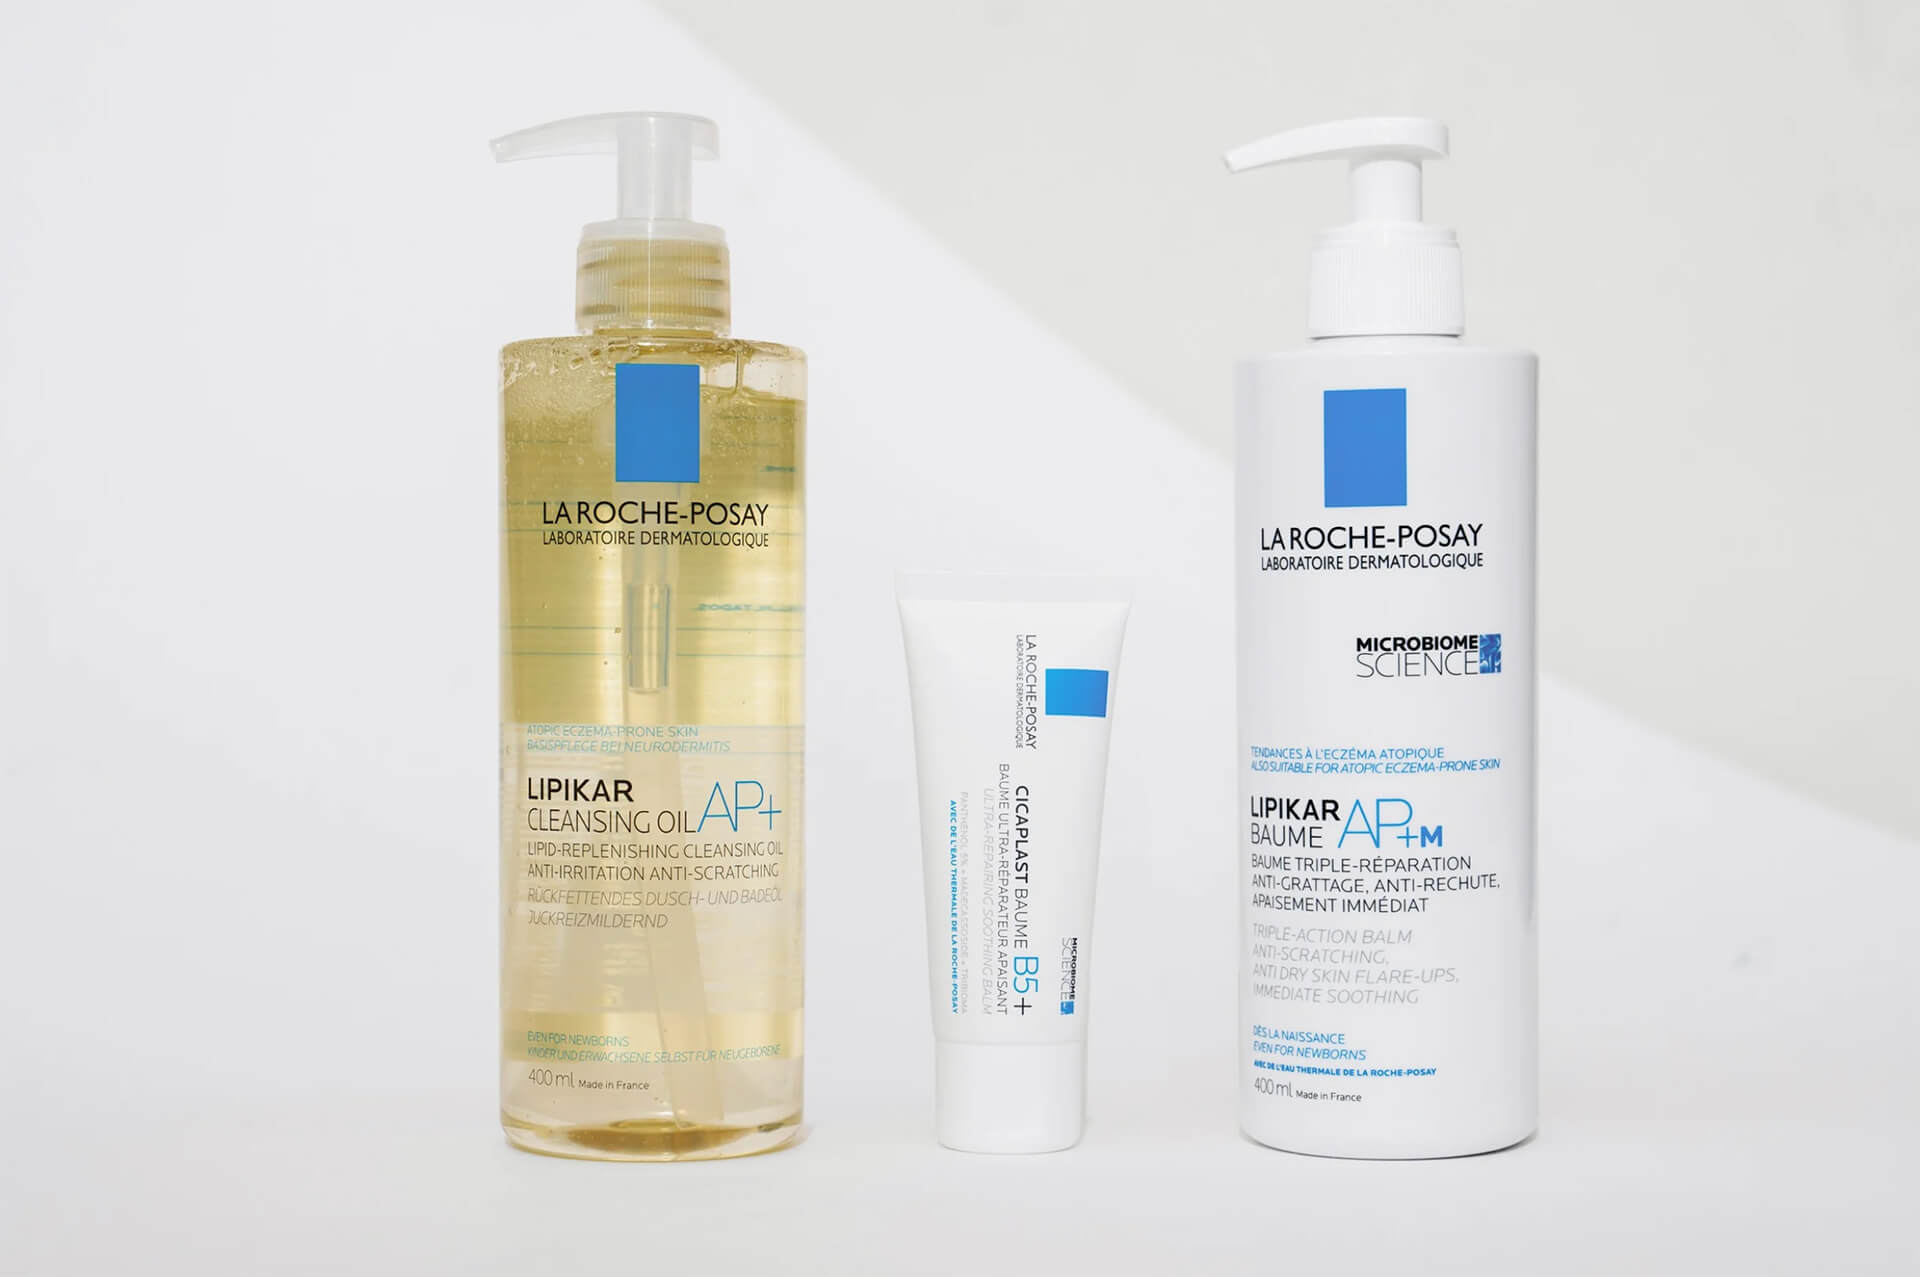 LA ROCHE-POSAY
LABORATOIRE DERMATOLOGIQUE
ATOPIC ECZEMA-PRONE SKIN
BASISPFLEGE BEI NEURODERMITIS
LIPIKAR
CLEANSING OIL AP+
LIPID-REPLENISHING CLEANSING OIL
ANTI-IRRITATION ANTI-SCRATCHING
RÜCKFETTENDES DUSCH- UND BADEÖL
JUCKREIZMILDERND
EVEN FOR NEWBORNS
KINDER UND ERWACHSENE SELBST FÜR NEUGEBORENE
400 ml Made in France
LA ROCHE-POSAY
LABORATOIRE DERMATOLOGIQUE
CICAPLAST BAUME B5+
BAUME ULTRA-RÉPARATEUR APAISANT
ULTRA-REPAIRING SOOTHING BALM
PANTHENOL 5% + MADECASSOSIDE + TRIBIOMA
AVEC DE L'EAU THERMALE DE LA ROCHE-POSAY
MICROBIOME
SCIENCE
LA ROCHE-POSAY
LABORATOIRE DERMATOLOGIQUE
MICROBIOME
SCIENCE
TENDANCES À L'ECZÉMA ATOPIQUE
ALSO SUITABLE FOR ATOPIC ECZEMA-PRONE SKIN
LIPIKAR
BAUME AP+M
BAUME TRIPLE-RÉPARATION
ANTI-GRATTAGE, ANTI-RECHUTE,
APAISEMENT IMMÉDIAT
TRIPLE-ACTION BALM
ANTI-SCRATCHING,
ANTI DRY SKIN FLARE-UPS,
IMMEDIATE SOOTHING
DÈS LA NAISSANCE
EVEN FOR NEWBORNS
AVEC DE L'EAU THERMALE DE LA ROCHE-POSAY
400 ml Made in France